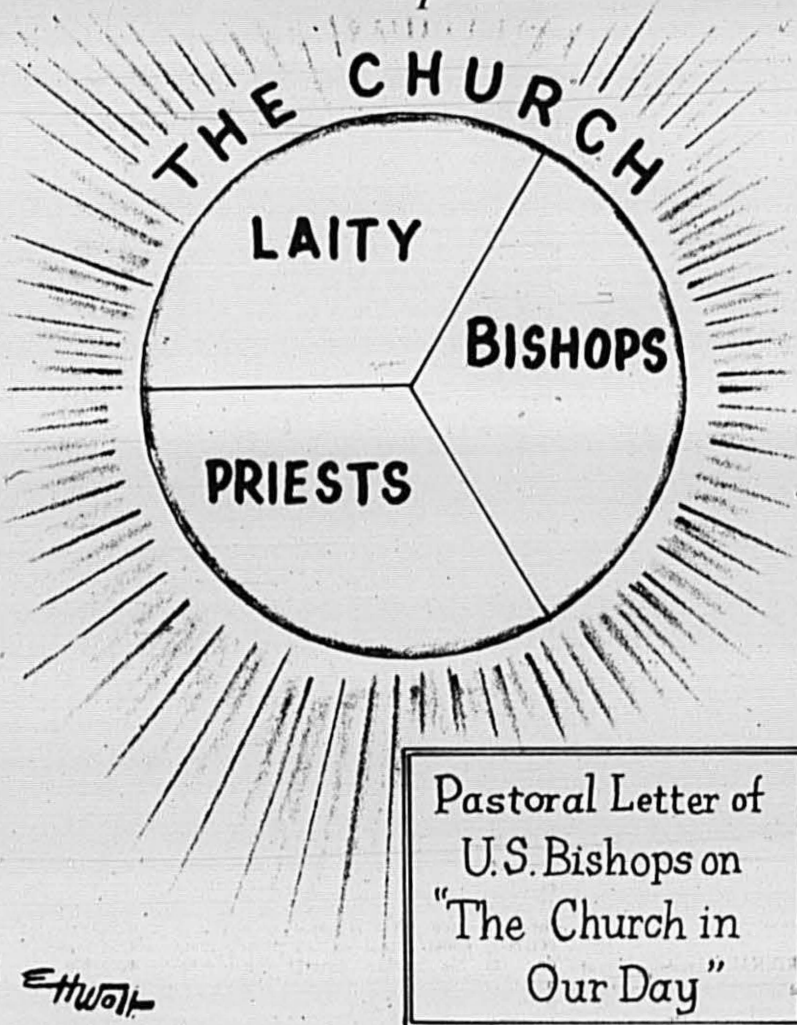 THE CHURCH
LAITY
BISHOPS
PRIESTS
Pastoral Letter of
U.S. Bishops on
"The Church in
Our Day"